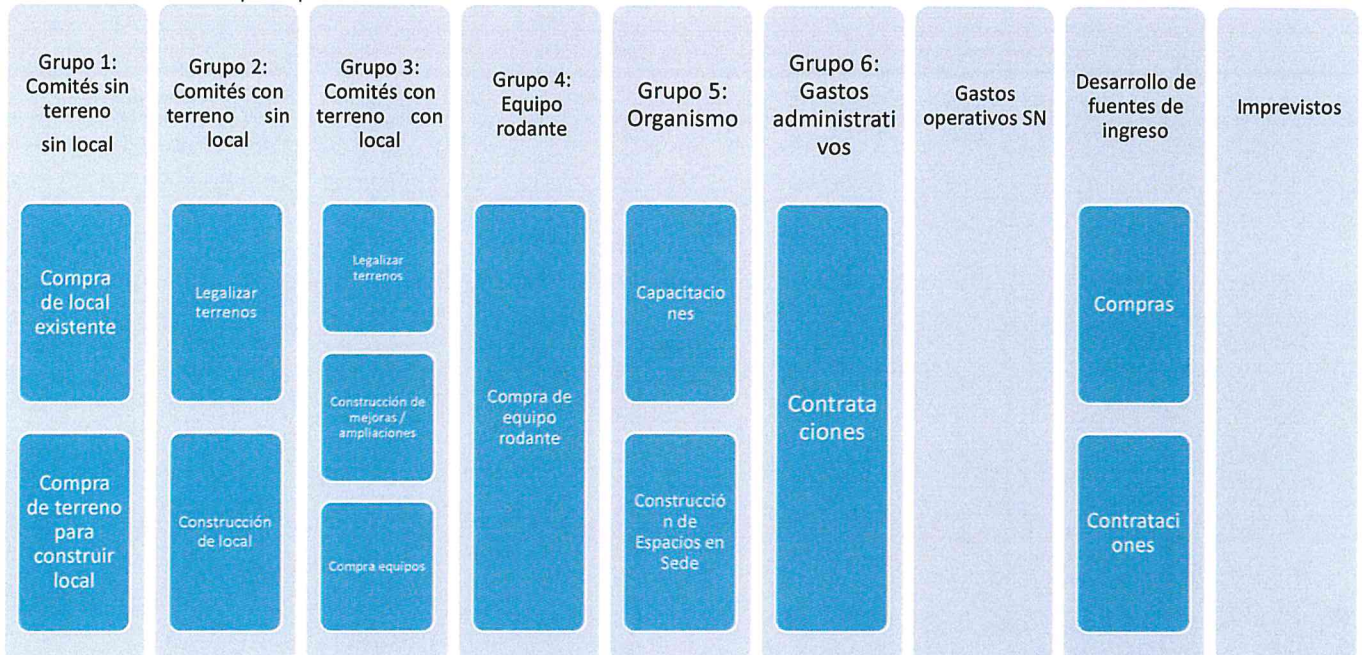 Grupo 1:
Comités sin
terreno
sin local
Compra
de local
existente
Compra
de terreno
para
construir
local
Grupo 2:
Comités con
terreno sin
local
Legalizar
terrenos
Construcción
de local
Grupo 3:
Comités con
terreno con
local
Legalizar
terrenos
Construcción de
mejoras /
ampliaciones
Compra equipos
Grupo 4:
Equipo
rodante
Compra de
equipo
rodante
Grupo 5:
Organismo
Capacitacio
nes
Construcció
n de
Espacios en
Sede
Grupo 6:
Gastos
administrati
vos
Contrata
ciones
Gastos
operativos SN
Desarrollo de
fuentes de
ingreso
Compras
Contrataci
ones
Imprevistos